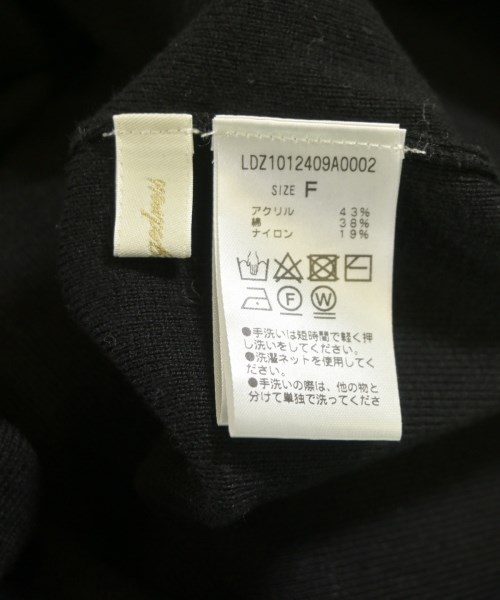 LDZ1012409A0002
SIZE F
アクリル 43%
綿 38%
ナイロン 19%
F W
●手洗いは短時間で軽く押
し洗いをしてください。
●洗濯ネットを使用してく
ださい。
●手洗いの際は、他の物と
分けて単独で洗ってくださ